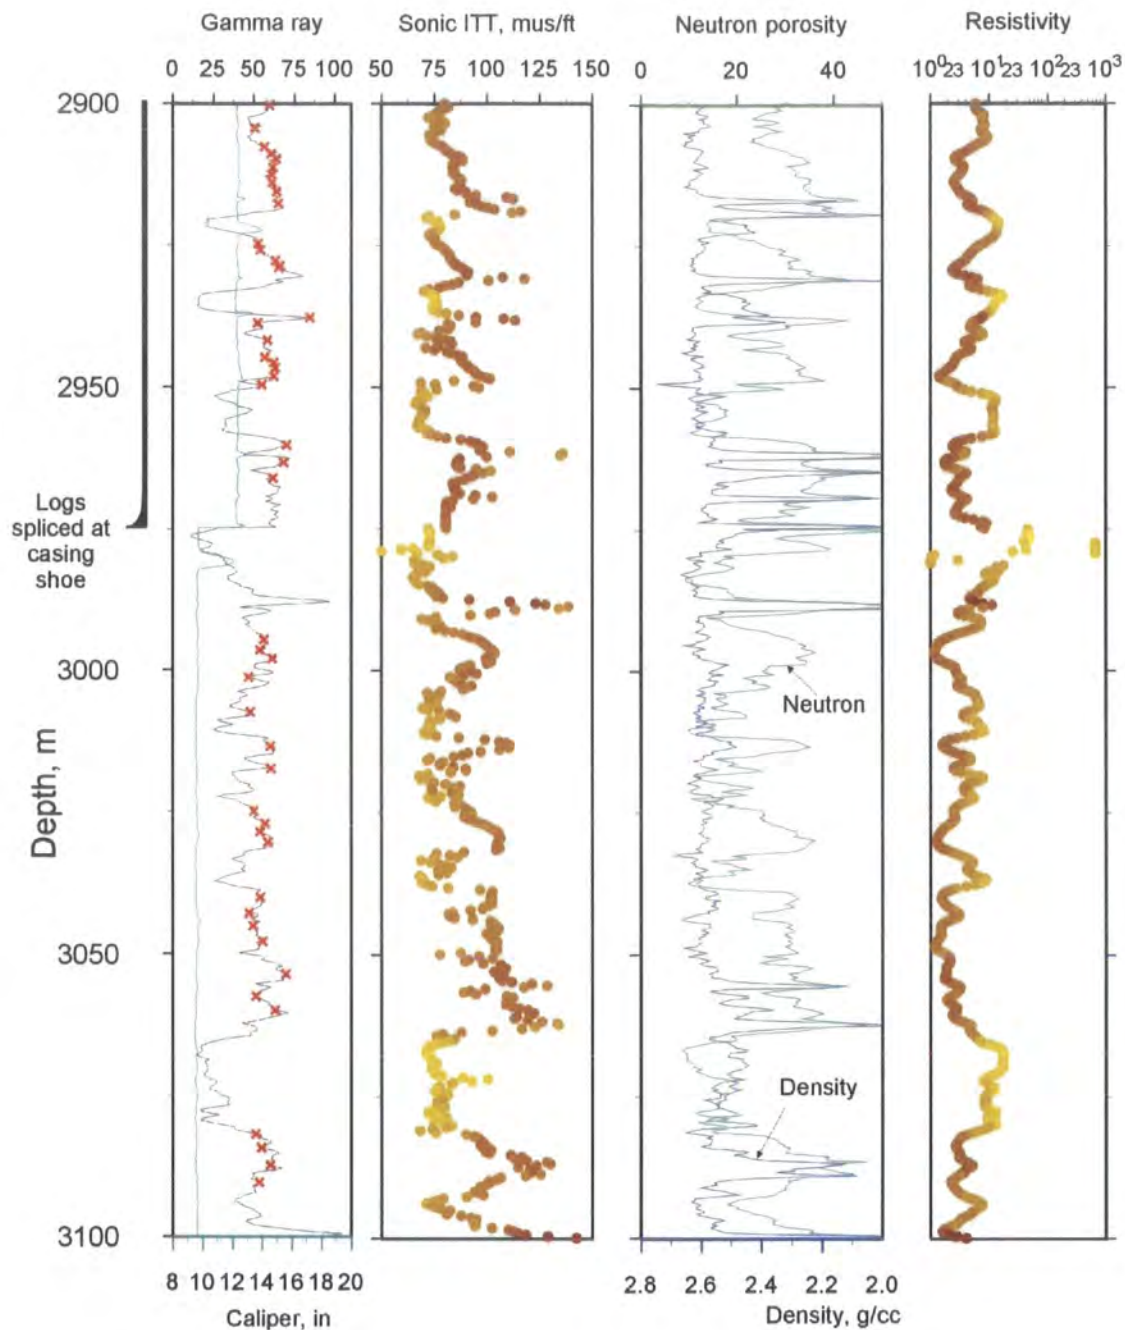 Gamma ray Sonic ITT, mus/ft Neutron porosity Resistivity
0 25 50 75 100 50 75 100 125 150 0 20 40 10⁰23 10¹23 10²23 10³
2900
2950
Logs
spliced at
casing
shoe
3000
Neutron
Depth, m
3050
Density
3100
8 10 12 14 16 18 20 2.8 2.6 2.4 2.2 2.0
Caliper, in Density, g/cc